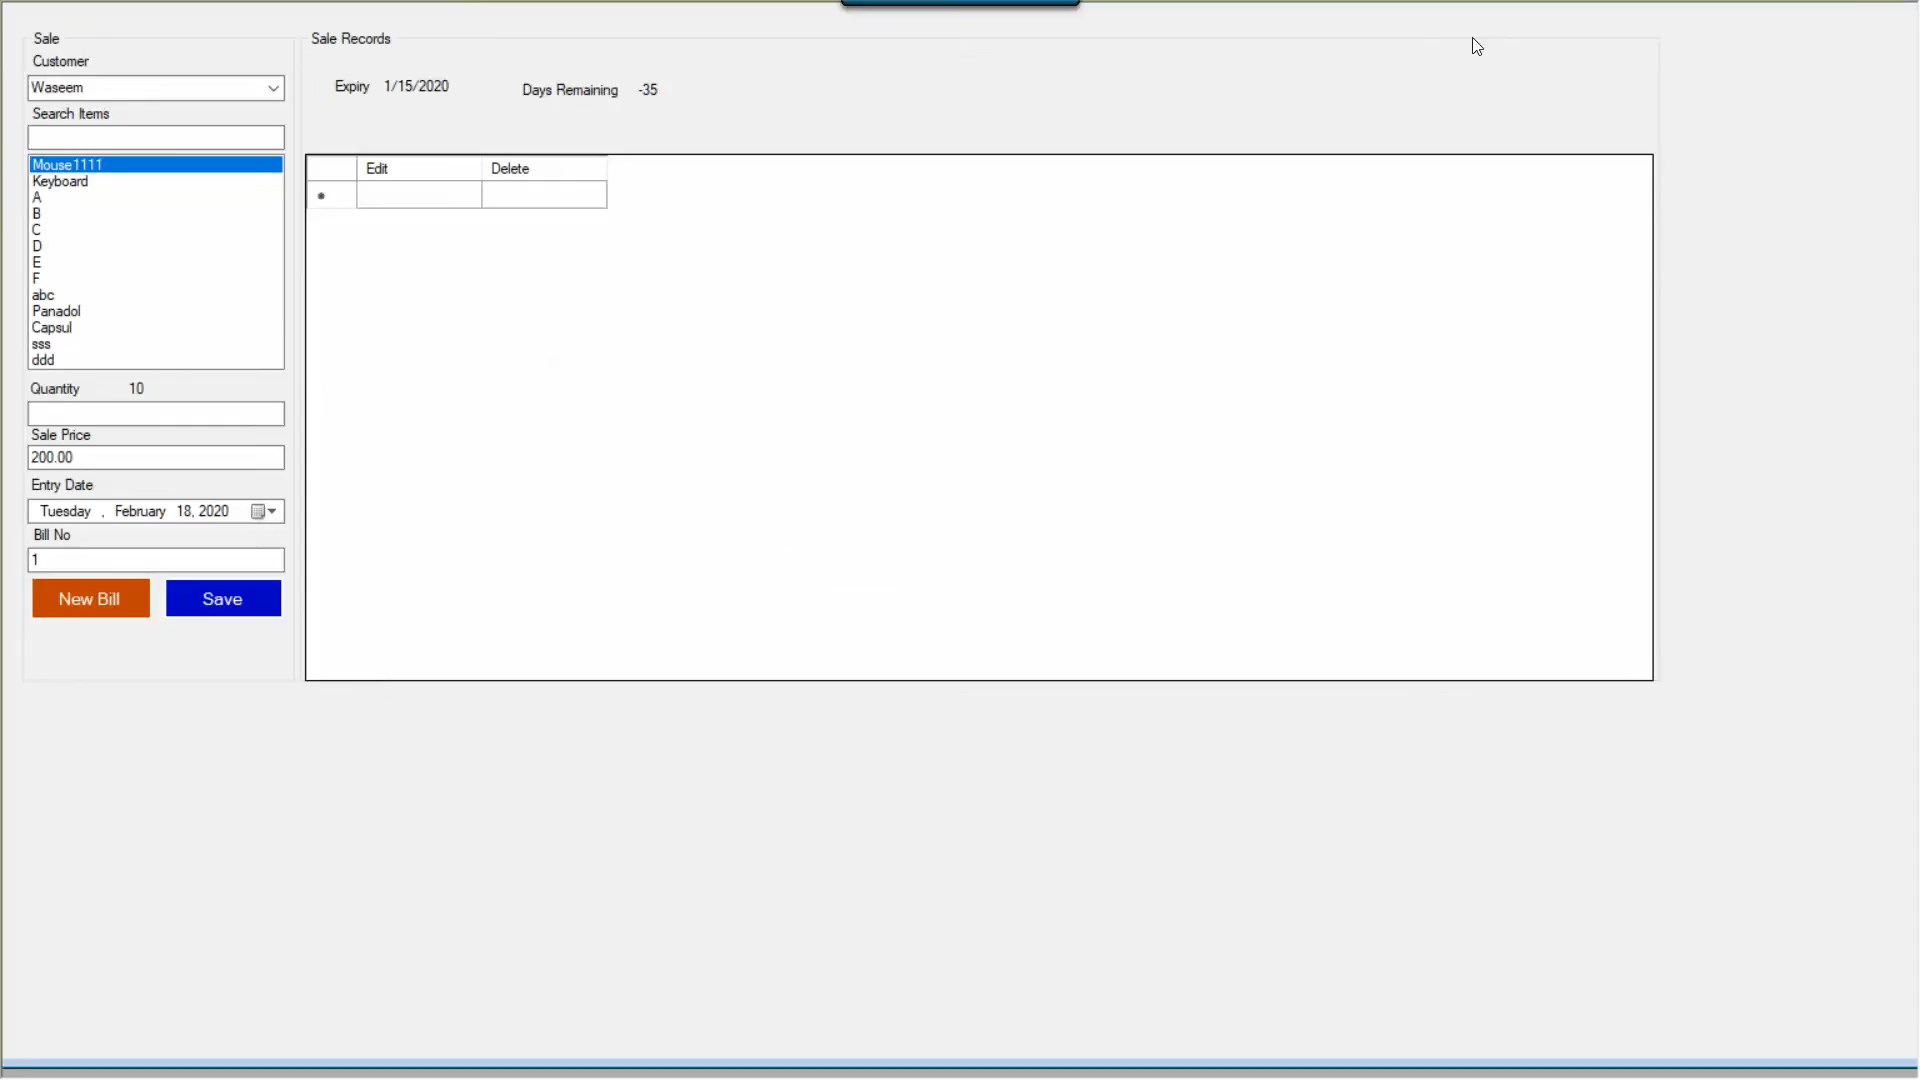 Sale
Customer
Waseem
Search Items
Mouse1111
Keyboard
A
B
C
D
E
F
abc
Panadol
Capsul
sss
ddd
Quantity 10
Sale Price
200.00
Entry Date
Tuesday , February 18, 2020
Bill No
1
New Bill Save
Sale Records
Expiry 1/15/2020 Days Remaining -35
Edit Delete